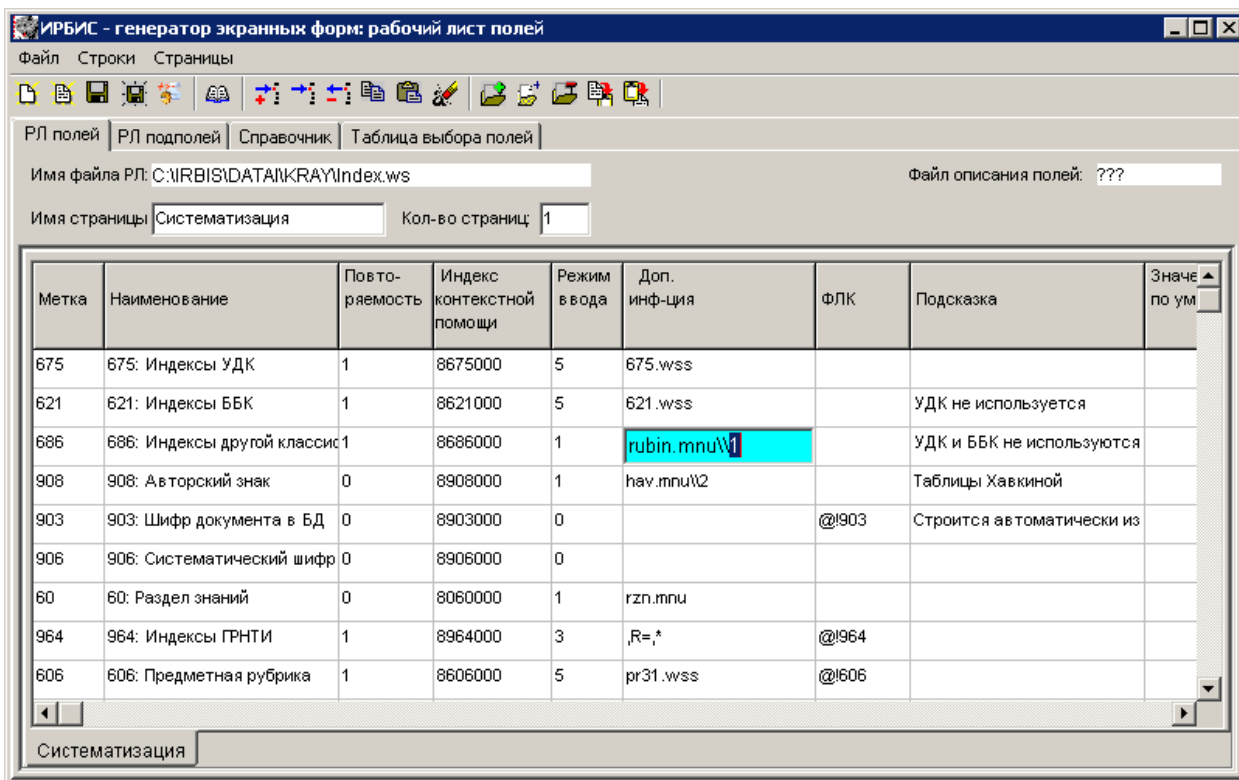 ИРБИС - генератор экранных форм: рабочий лист полей
Файл Строки Страницы
РЛ полей РЛ подполей Справочник Таблица выбора полей
Имя файла РЛ: C:\IRBIS\DATAI\KRAY\Index.ws Файл описания полей: ???
Имя страницы Систематизация Кол-во страниц: 1
Метка Наименование Повто-ряемость Индекс контекстной помощи Режим ввода Доп. инф-ция ФЛК Подсказка Значе по ум
675 675: Индексы УДК 1 8675000 5 675.wss
621 621: Индексы ББК 1 8621000 5 621.wss УДК не используется
686 686: Индексы другой классис 1 8686000 1 rubin.mnu\\1 УДК и ББК не используются
908 908: Авторский знак 0 8908000 1 hav.mnu\\2 Таблицы Хавкиной
903 903: Шифр документа в БД 0 8903000 0 @!903 Строится автоматически из
906 906: Систематический шифр 0 8906000 0
60 60: Раздел знаний 0 8060000 1 rzn.mnu
964 964: Индексы ГРНТИ 1 8964000 3 ,R=,* @!964
606 606: Предметная рубрика 1 8606000 5 pr31.wss @!606
Систематизация